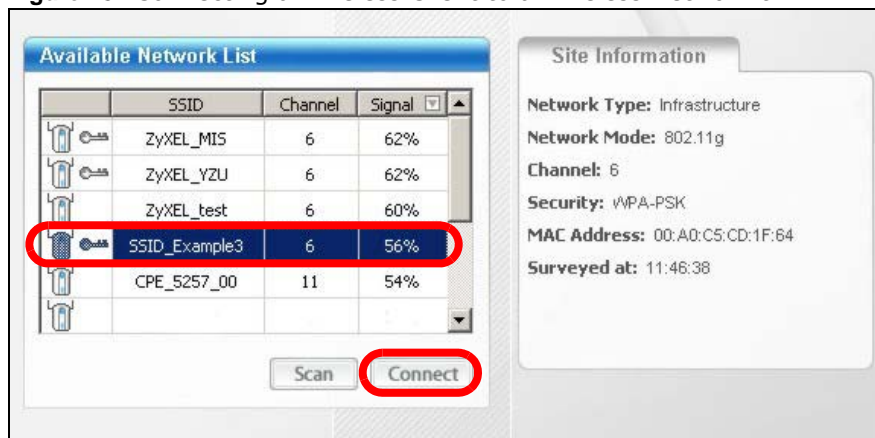 Available Network List
SSID Channel Signal
ZyXEL_MIS 6 62%
ZyXEL_YZU 6 62%
ZyXEL_test 6 60%
SSID_Example3 6 56%
CPE_5257_00 11 54%
Scan Connect
Site Information
Network Type: Infrastructure
Network Mode: 802.11g
Channel: 6
Security: WPA-PSK
MAC Address: 00:A0:C5:CD:1F:64
Surveyed at: 11:46:38